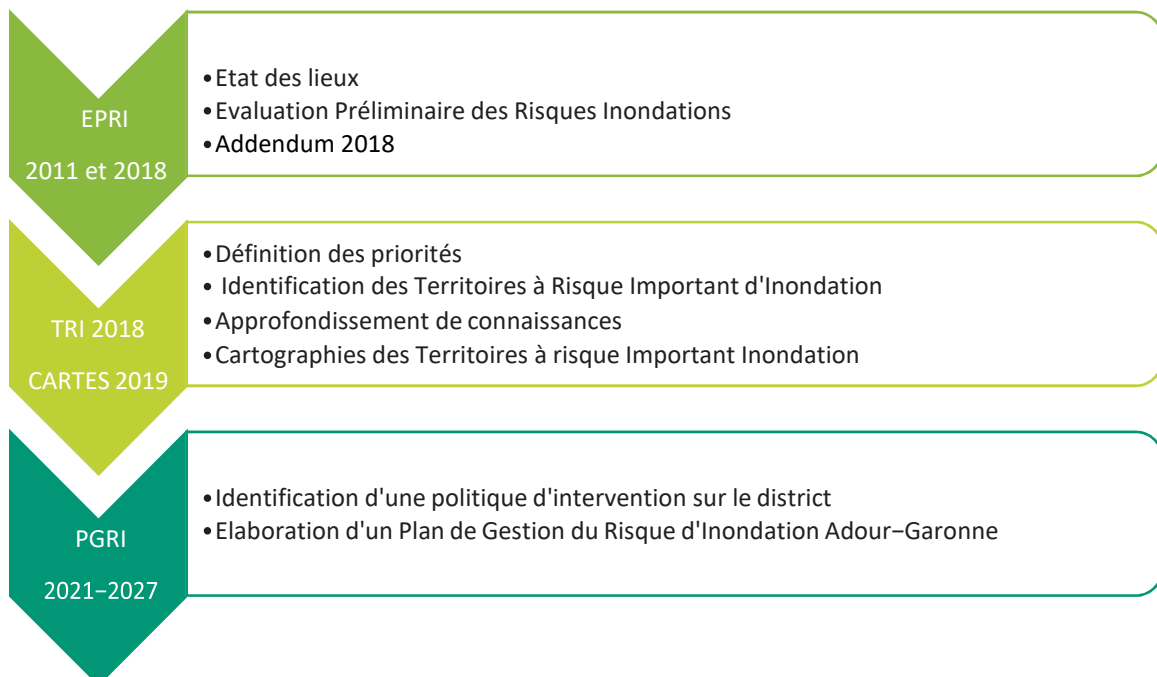 EPRI
2011 et 2018
•Etat des lieux
•Evaluation Préliminaire des Risques Inondations
•Addendum 2018
TRI 2018
CARTES 2019
•Définition des priorités
• Identification des Territoires à Risque Important d'Inondation
•Approfondissement de connaissances
•Cartographies des Territoires à risque Important Inondation
PGRI
2021–2027
•Identification d'une politique d'intervention sur le district
•Elaboration d'un Plan de Gestion du Risque d'Inondation Adour–Garonne